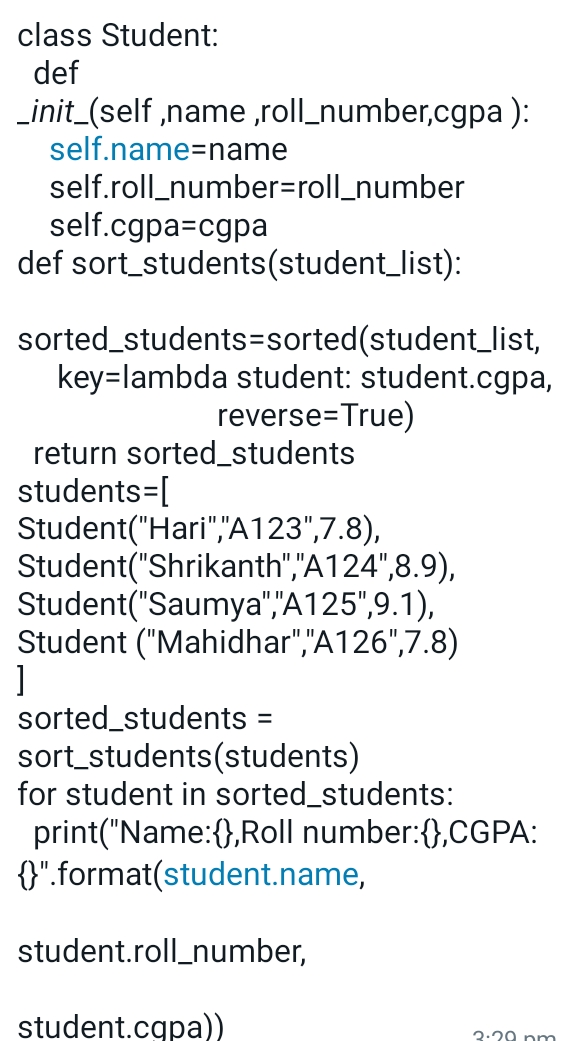 class Student:
  def
_init_(self ,name ,roll_number,cgpa ):
    self.name=name
    self.roll_number=roll_number
    self.cgpa=cgpa
def sort_students(student_list):

sorted_students=sorted(student_list,
     key=lambda student: student.cgpa,
                         reverse=True)
  return sorted_students
students=[
Student("Hari","A123",7.8),
Student("Shrikanth","A124",8.9),
Student("Saumya","A125",9.1),
Student ("Mahidhar","A126",7.8)
]
sorted_students =
sort_students(students)
for student in sorted_students:
  print("Name:{},Roll number:{},CGPA:
{}".format(student.name,

student.roll_number,

student.cgpa))
3:29 pm